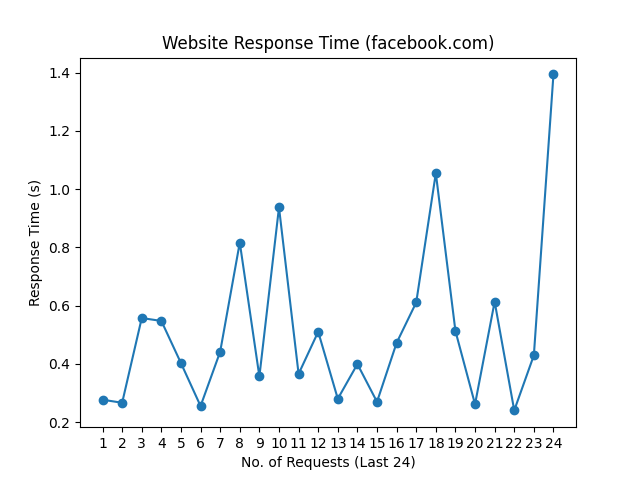 Website Response Time (facebook.com)
1.4
1.2
1.0
0.8
0.6
0.4
0.2
Response Time (s)
1 2 3 4 5 6 7 8 9 10 11 12 13 14 15 16 17 18 19 20 21 22 23 24
No. of Requests (Last 24)